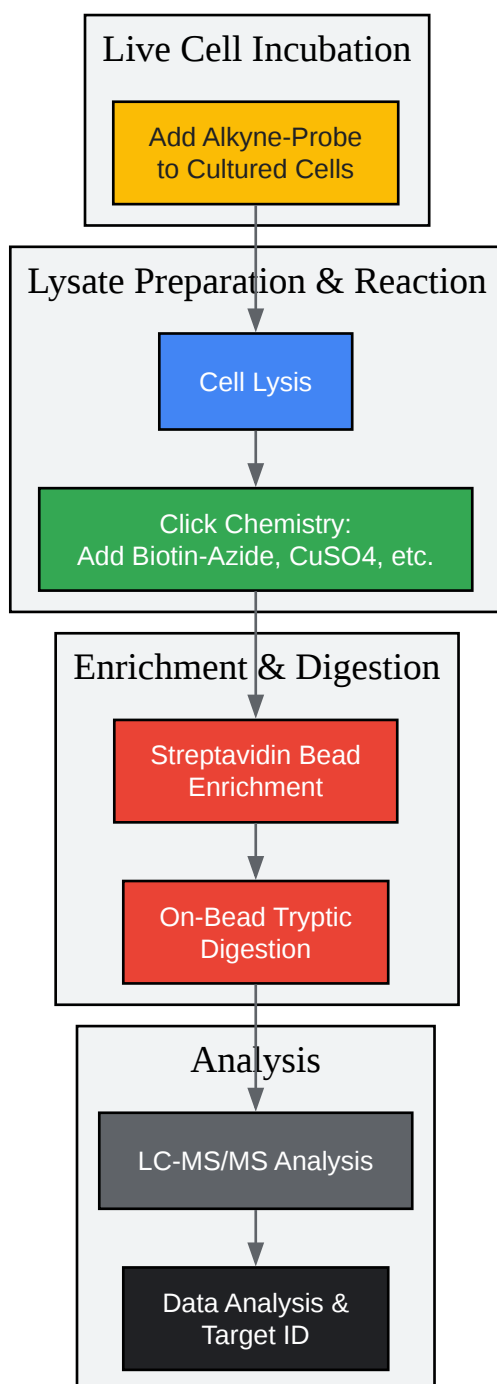 Live Cell Incubation
Add Alkyne-Probe
to Cultured Cells
Lysate Preparation & Reaction
Cell Lysis
Click Chemistry:
Add Biotin-Azide, CuSO4, etc.
Enrichment & Digestion
Streptavidin Bead
Enrichment
On-Bead Tryptic
Digestion
Analysis
LC-MS/MS Analysis
Data Analysis &
Target ID